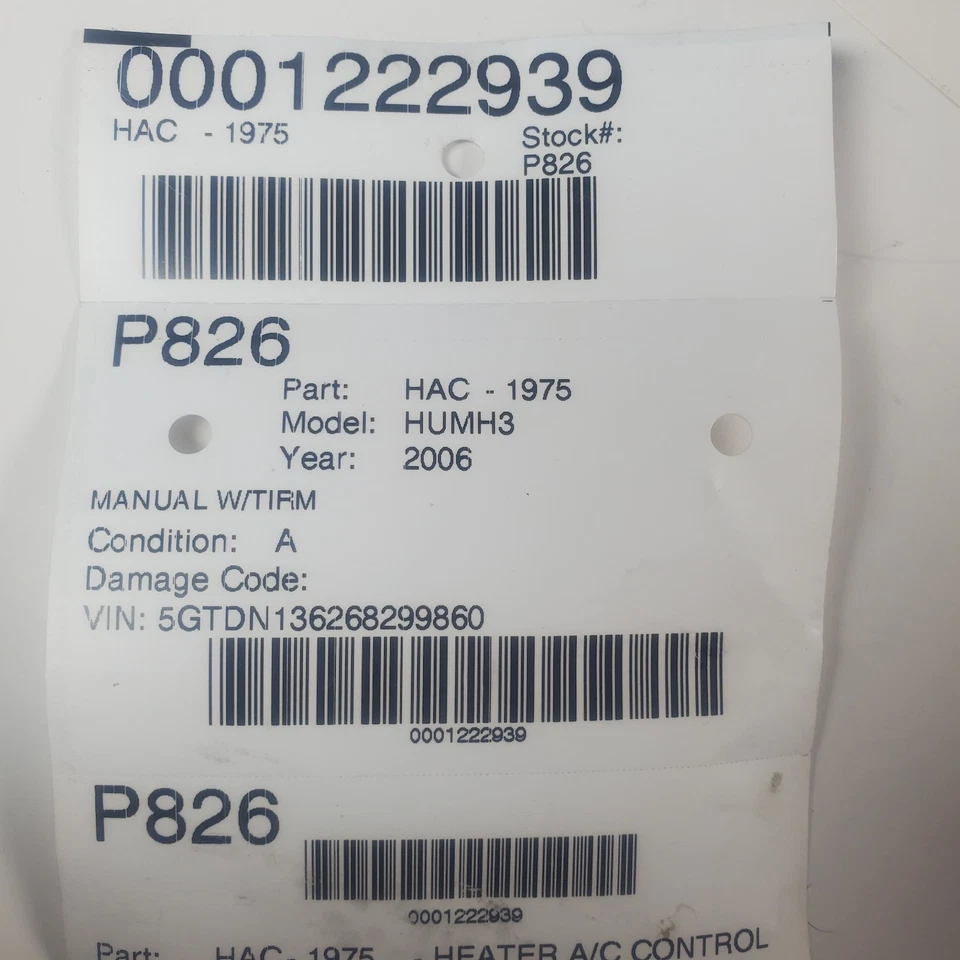 0001222939
HAC - 1975
Stock#:
P826
P826
Part: HAC - 1975
Model: HUMH3
Year: 2006
MANUAL W/TIRM
Condition: A
Damage Code:
VIN: 5GTDN136268299860
0001222939
P826
0001222939
Part: HAC - 1975 - HEATER A/C CONTROL